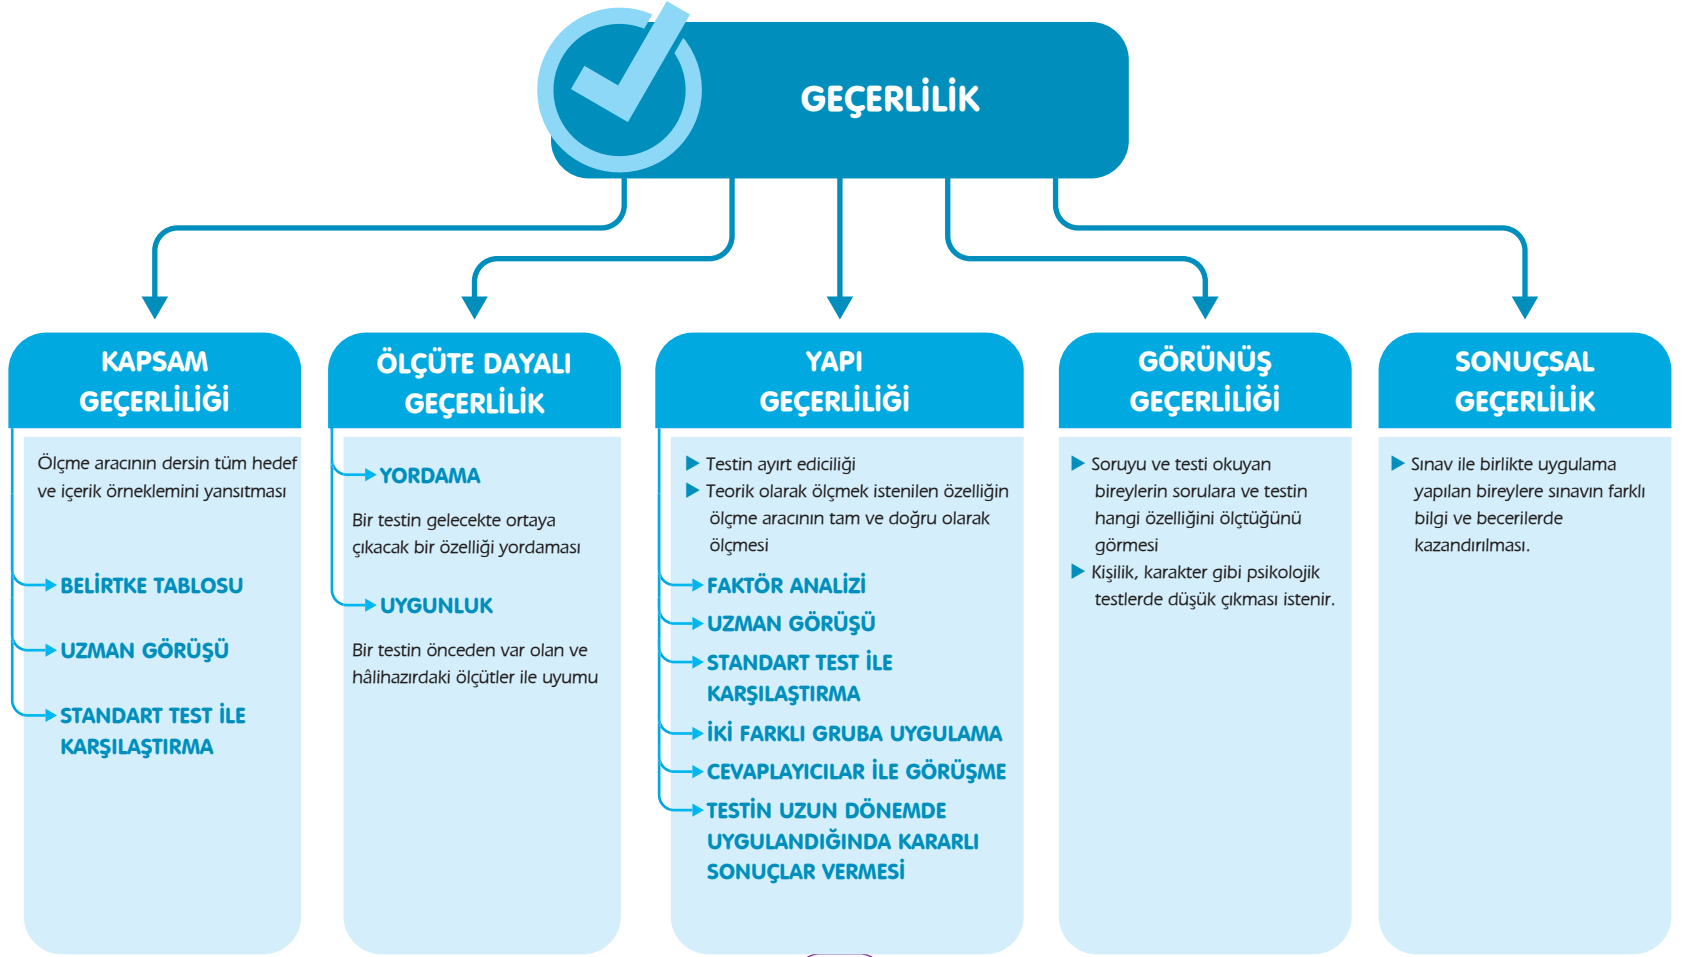 GEÇERLİLİK
KAPSAM
GEÇERLİLİĞİ
Ölçme aracının dersin tüm hedef
ve içerik örneklemini yansıtması
BELİRTKE TABLOSU
UZMAN GÖRÜŞÜ
STANDART TEST İLE
KARŞILAŞTIRMA
ÖLÇÜTE DAYALI
GEÇERLİLİK
YORDAMA
Bir testin gelecekte ortaya
çıkacak bir özelliği yordaması
UYGUNLUK
Bir testin önceden var olan ve
hâlihazırdaki ölçütler ile uyumu
YAPI
GEÇERLİLİĞİ
Testin ayırt ediciliği
Teorik olarak ölçmek istenilen özelliğin
ölçme aracının tam ve doğru olarak
ölçmesi
FAKTÖR ANALİZİ
UZMAN GÖRÜŞÜ
STANDART TEST İLE
KARŞILAŞTIRMA
İKİ FARKLI GRUBA UYGULAMA
CEVAPLAYICILAR İLE GÖRÜŞME
TESTİN UZUN DÖNEMDE
UYGULANDIĞINDA KARARLI
SONUÇLAR VERMESİ
GÖRÜNÜŞ
GEÇERLİLİĞİ
Soruyu ve testi okuyan
bireylerin sorulara ve testin
hangi özelliğini ölçtüğünü
görmesi
Kişilik, karakter gibi psikolojik
testlerde düşük çıkması istenir.
SONUÇSAL
GEÇERLİLİK
Sınav ile birlikte uygulama
yapılan bireylere sınavın farklı
bilgi ve becerilerde
kazandırılması.